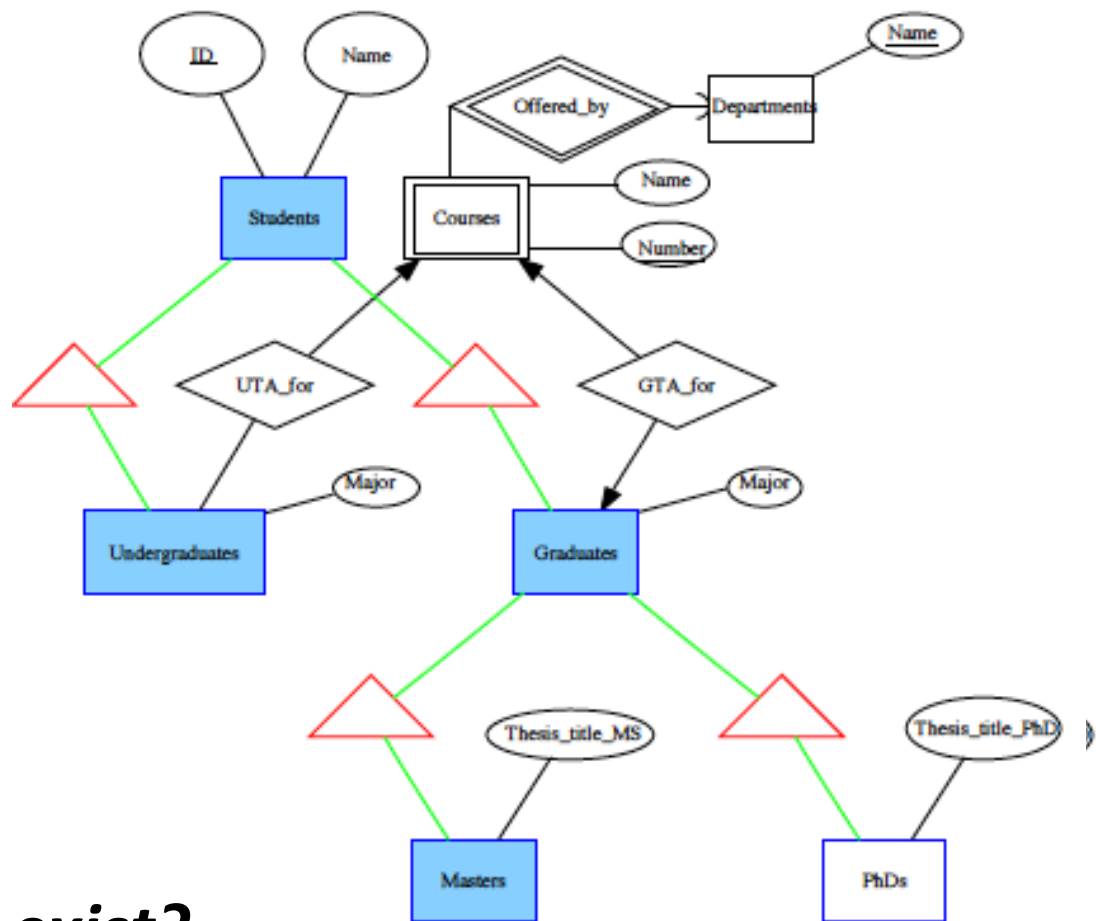 Name
ID
Name
Offered_by
Departments
Name
Students
Courses
Number
UTA_for
GTA_for
Major
Major
Undergraduates
Graduates
Thesis_title_MS
Thesis_title_PhD
Masters
PhDs
exist?